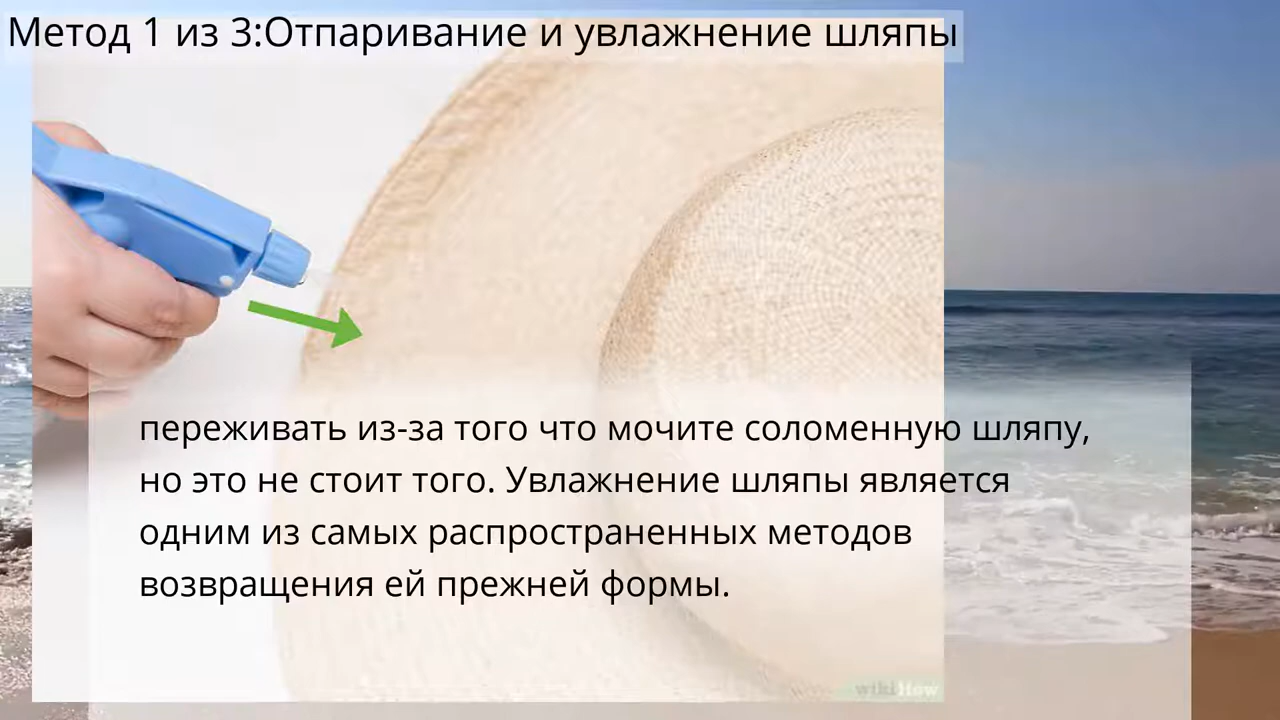 Метод 1 из 3:Отпаривание и увлажнение шляпы
переживать из-за того что мочите соломенную шляпу,
но это не стоит того. Увлажнение шляпы является
одним из самых распространенных методов
возвращения ей прежней формы.
wikiHow